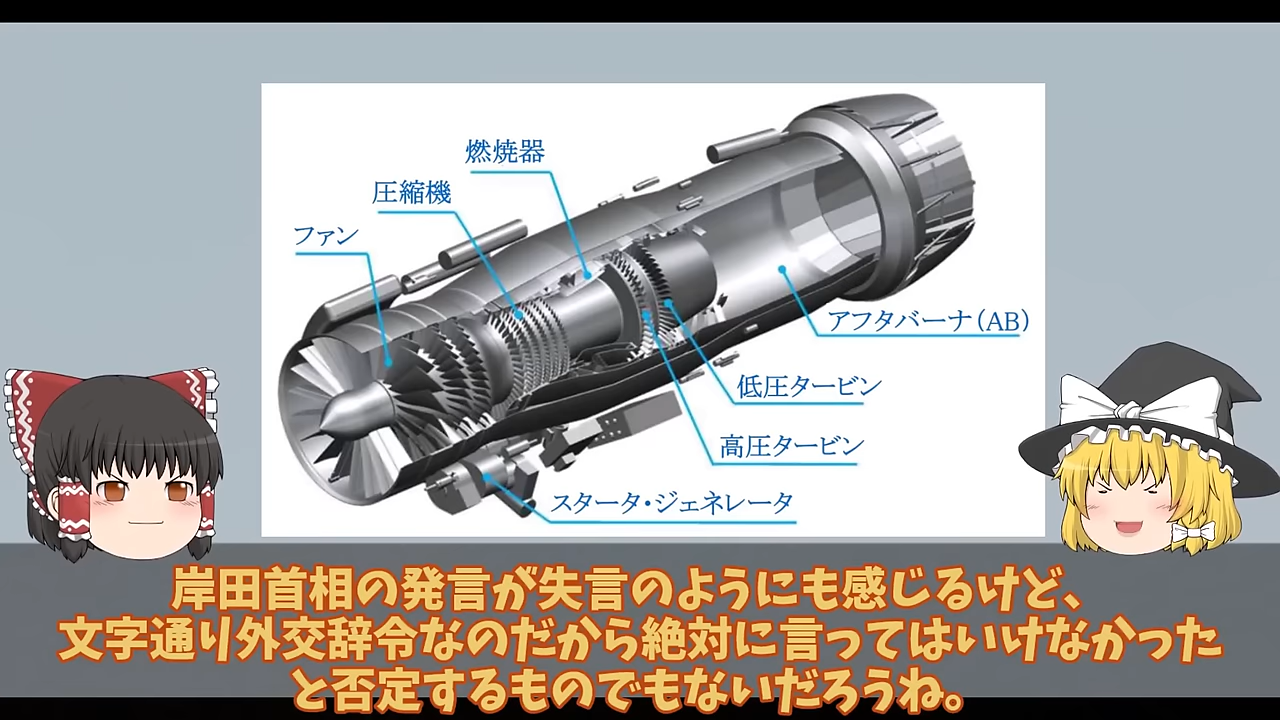 燃焼器
圧縮機
ファン
アフタバーナ(AB)
低圧タービン
高圧タービン
スタータ・ジェネレータ
岸田首相の発言が失言のようにも感じるけど、
文字通り外交辞令なのだから絶対に言ってはいけなかった
と否定するものでもないだろうね。